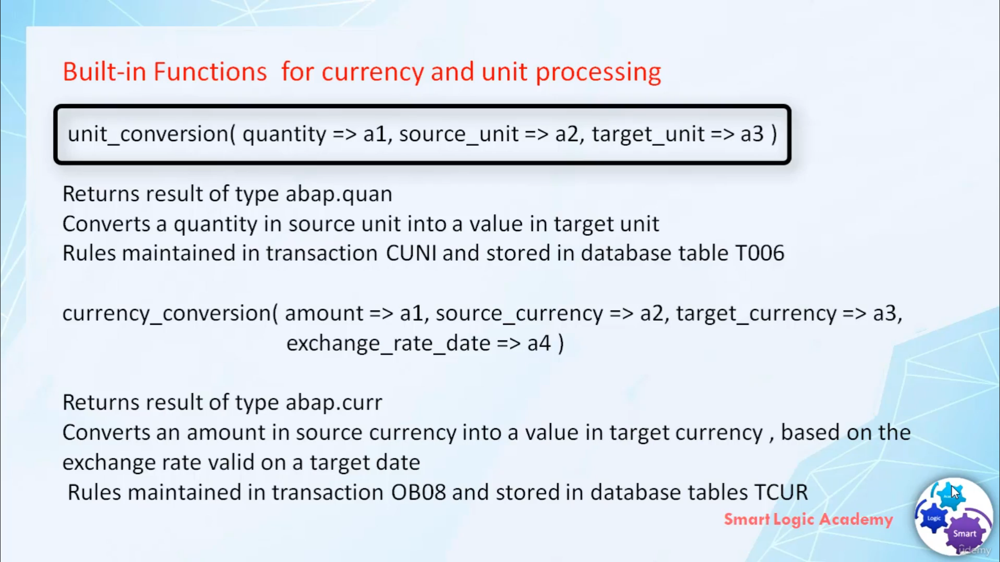 Built-in Functions  for currency and unit processing
unit_conversion( quantity => a1, source_unit => a2, target_unit => a3 )
Returns result of type abap.quan
Converts a quantity in source unit into a value in target unit
Rules maintained in transaction CUNI and stored in database table T006
currency_conversion( amount => a1, source_currency => a2, target_currency => a3,
exchange_rate_date => a4 )
Returns result of type abap.curr
Converts an amount in source currency into a value in target currency , based on the
exchange rate valid on a target date
Rules maintained in transaction OB08 and stored in database tables TCUR
Smart Logic Academy
Logic
Smart
ûdemy